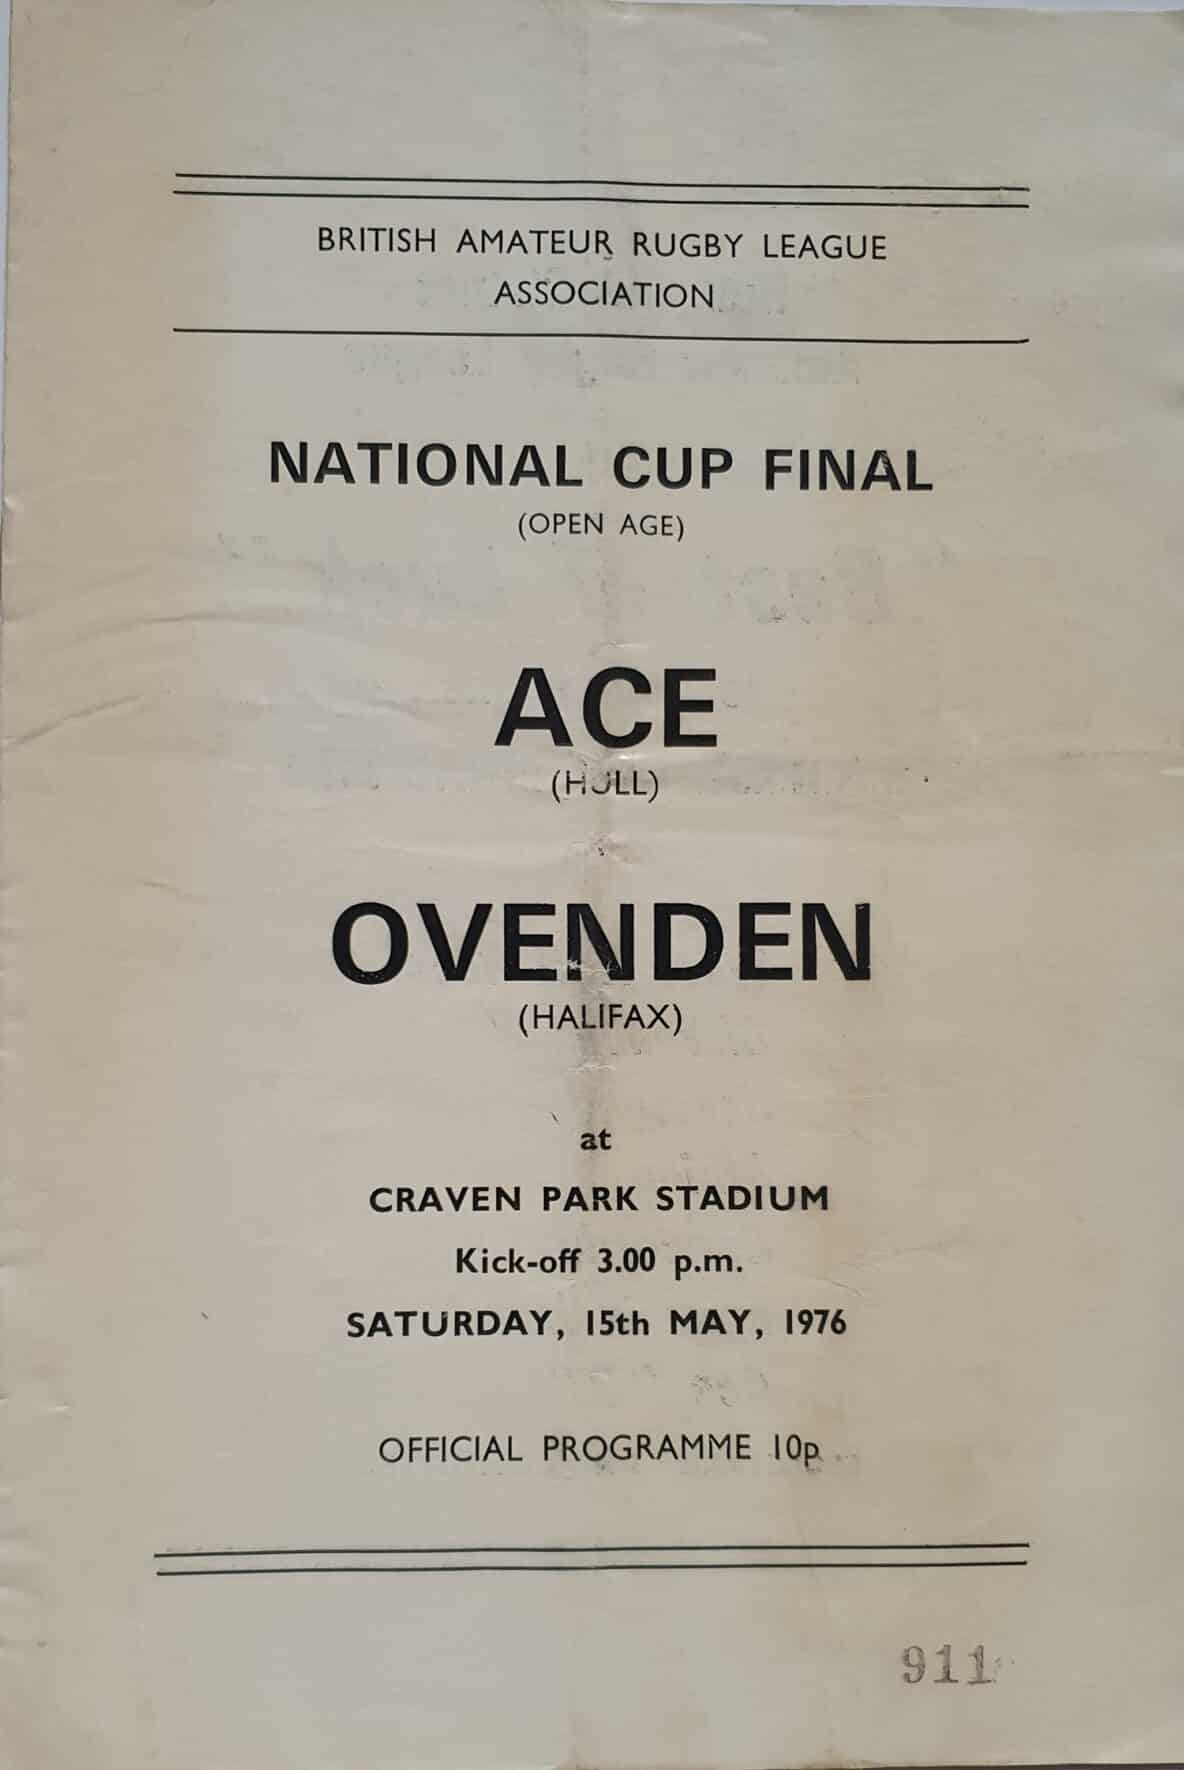 BRITISH AMATEUR RUGBY LEAGUE
ASSOCIATION
NATIONAL CUP FINAL
(OPEN AGE)
ACE
(HULL)
OVENDEN
(HALIFAX)
at
CRAVEN PARK STADIUM
Kick-off 3.00 p.m.
SATURDAY, 15th MAY, 1976
OFFICIAL PROGRAMME 10p
911